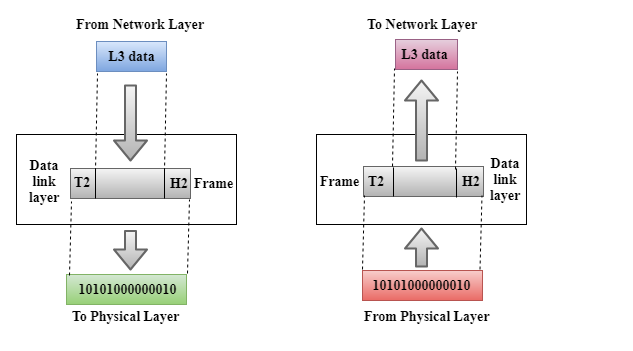 From Network Layer
L3 data
Data
link
layer
T2
H2
Frame
10101000000010
To Physical Layer
To Network Layer
L3 data
Frame
T2
H2
Data
link
layer
10101000000010
From Physical Layer